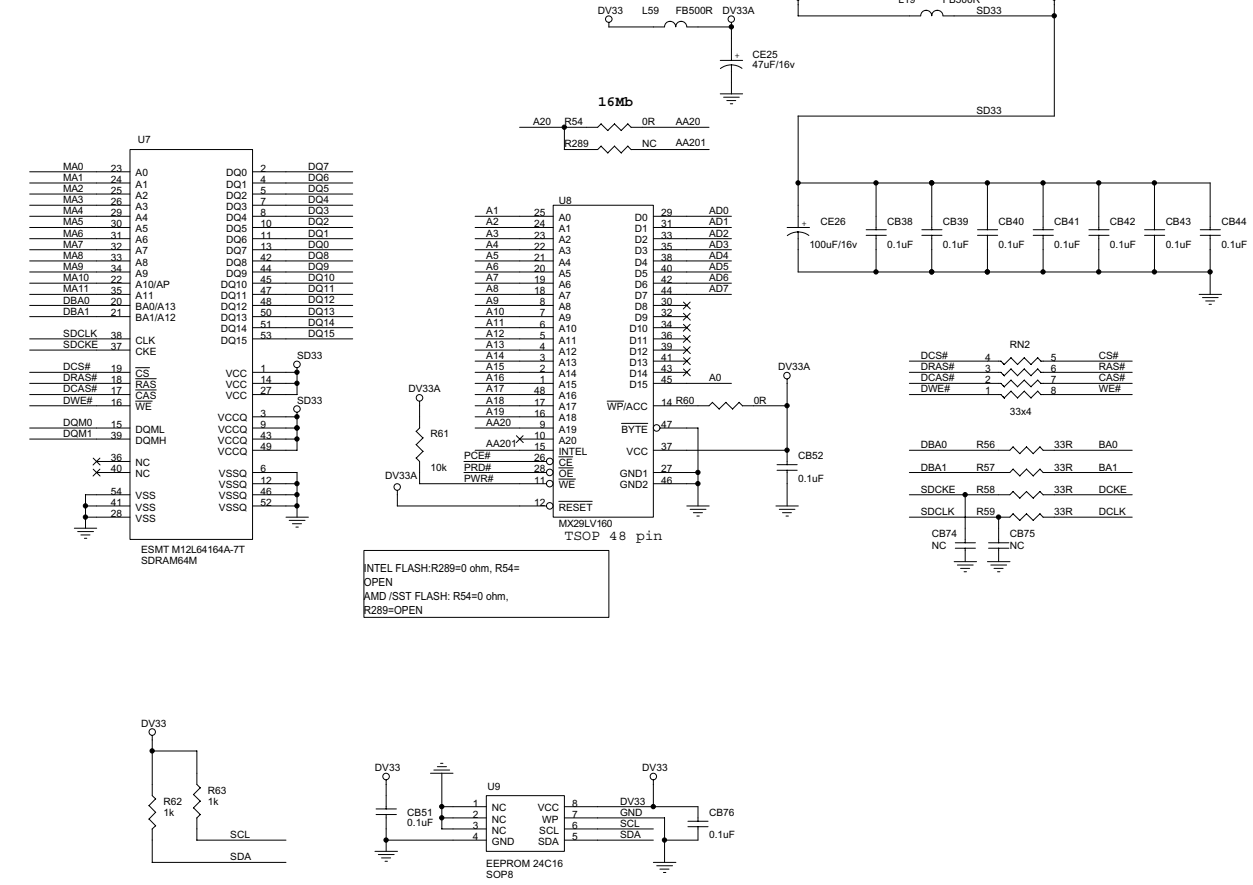 DV33 L59 FB500R DV33A
CE25
47uF/16v
SD33
SD33
16Mb
A20 R54 0R AA20
R289 NC AA201
U7
MA0 23 A0 DQ0 2 DQ7
MA1 24 A1 DQ1 4 DQ6
MA2 25 A2 DQ2 5 DQ5
MA3 26 A3 DQ3 7 DQ4
MA4 29 A4 DQ4 8 DQ3
MA5 30 A5 DQ5 10 DQ2
MA6 31 A6 DQ6 11 DQ1
MA7 32 A7 DQ7 13 DQ0
MA8 33 A8 DQ8 42 DQ8
MA9 34 A9 DQ9 44 DQ9
MA10 22 A10/AP DQ10 45 DQ10
MA11 35 A11 DQ11 47 DQ11
DBA0 20 BA0/A13 DQ12 48 DQ12
DBA1 21 BA1/A12 DQ13 50 DQ13
DQ14 51 DQ14
SDCLK 38 CLK DQ15 53 DQ15
SDCKE 37 CKE
SD33
DCS# 19 CS VCC 1
DRAS# 18 RAS VCC 14
DCAS# 17 CAS VCC 27
DWE# 16 WE
SD33
VCCQ 3
DQM0 15 DQML VCCQ 9
DQM1 39 DQMH VCCQ 43
VCCQ 49
36 NC
40 NC VSSQ 6
VSSQ 12
54 VSS VSSQ 46
41 VSS VSSQ 52
28 VSS
ESMT M12L64164A-7T
SDRAM64M
U8
A1 25 A0 D0 29 AD0
A2 24 A1 D1 31 AD1
A3 23 A2 D2 33 AD2
A4 22 A3 D3 35 AD3
A5 21 A4 D4 38 AD4
A6 20 A5 D5 40 AD5
A7 19 A6 D6 42 AD6
A8 18 A7 D7 44 AD7
A9 8 A8 D8 30
A10 7 A9 D9 32
A11 6 A10 D10 34
A12 5 A11 D11 36
A13 4 A12 D12 39
A14 3 A13 D13 41
A15 2 A14 D14 43
A16 1 A15 D15 45 A0
A17 48 A16
A18 17 A17 WP/ACC 14 R60 0R
A19 16 A18
AA20 9 A19 BYTE 47
10 A20
AA201 15 INTEL VCC 37
PCE# 26 CE
PRD# 28 OE GND1 27
PWR# 11 WE GND2 46
12 RESET
MX29LV160
TSOP 48 pin
DV33A
R61
10k
DV33A
DV33A
CB52
0.1uF
INTEL FLASH:R289=0 ohm, R54=
OPEN
AMD /SST FLASH: R54=0 ohm,
R289=OPEN
CE26 CB38 CB39 CB40 CB41 CB42 CB43 CB44
100uF/16v 0.1uF 0.1uF 0.1uF 0.1uF 0.1uF 0.1uF 0.1uF
RN2
DCS# 4 5 CS#
DRAS# 3 6 RAS#
DCAS# 2 7 CAS#
DWE# 1 8 WE#
33x4
DBA0 R56 33R BA0
DBA1 R57 33R BA1
SDCKE R58 33R DCKE
SDCLK R59 33R DCLK
CB74 CB75
NC NC
DV33
R62 R63
1k 1k
SCL
SDA
DV33
CB51
0.1uF
U9
1 NC VCC 8 DV33
2 NC WP 7 GND
3 NC SCL 6 SCL
4 GND SDA 5 SDA
EEPROM 24C16
SOP8
DV33
CB76
0.1uF